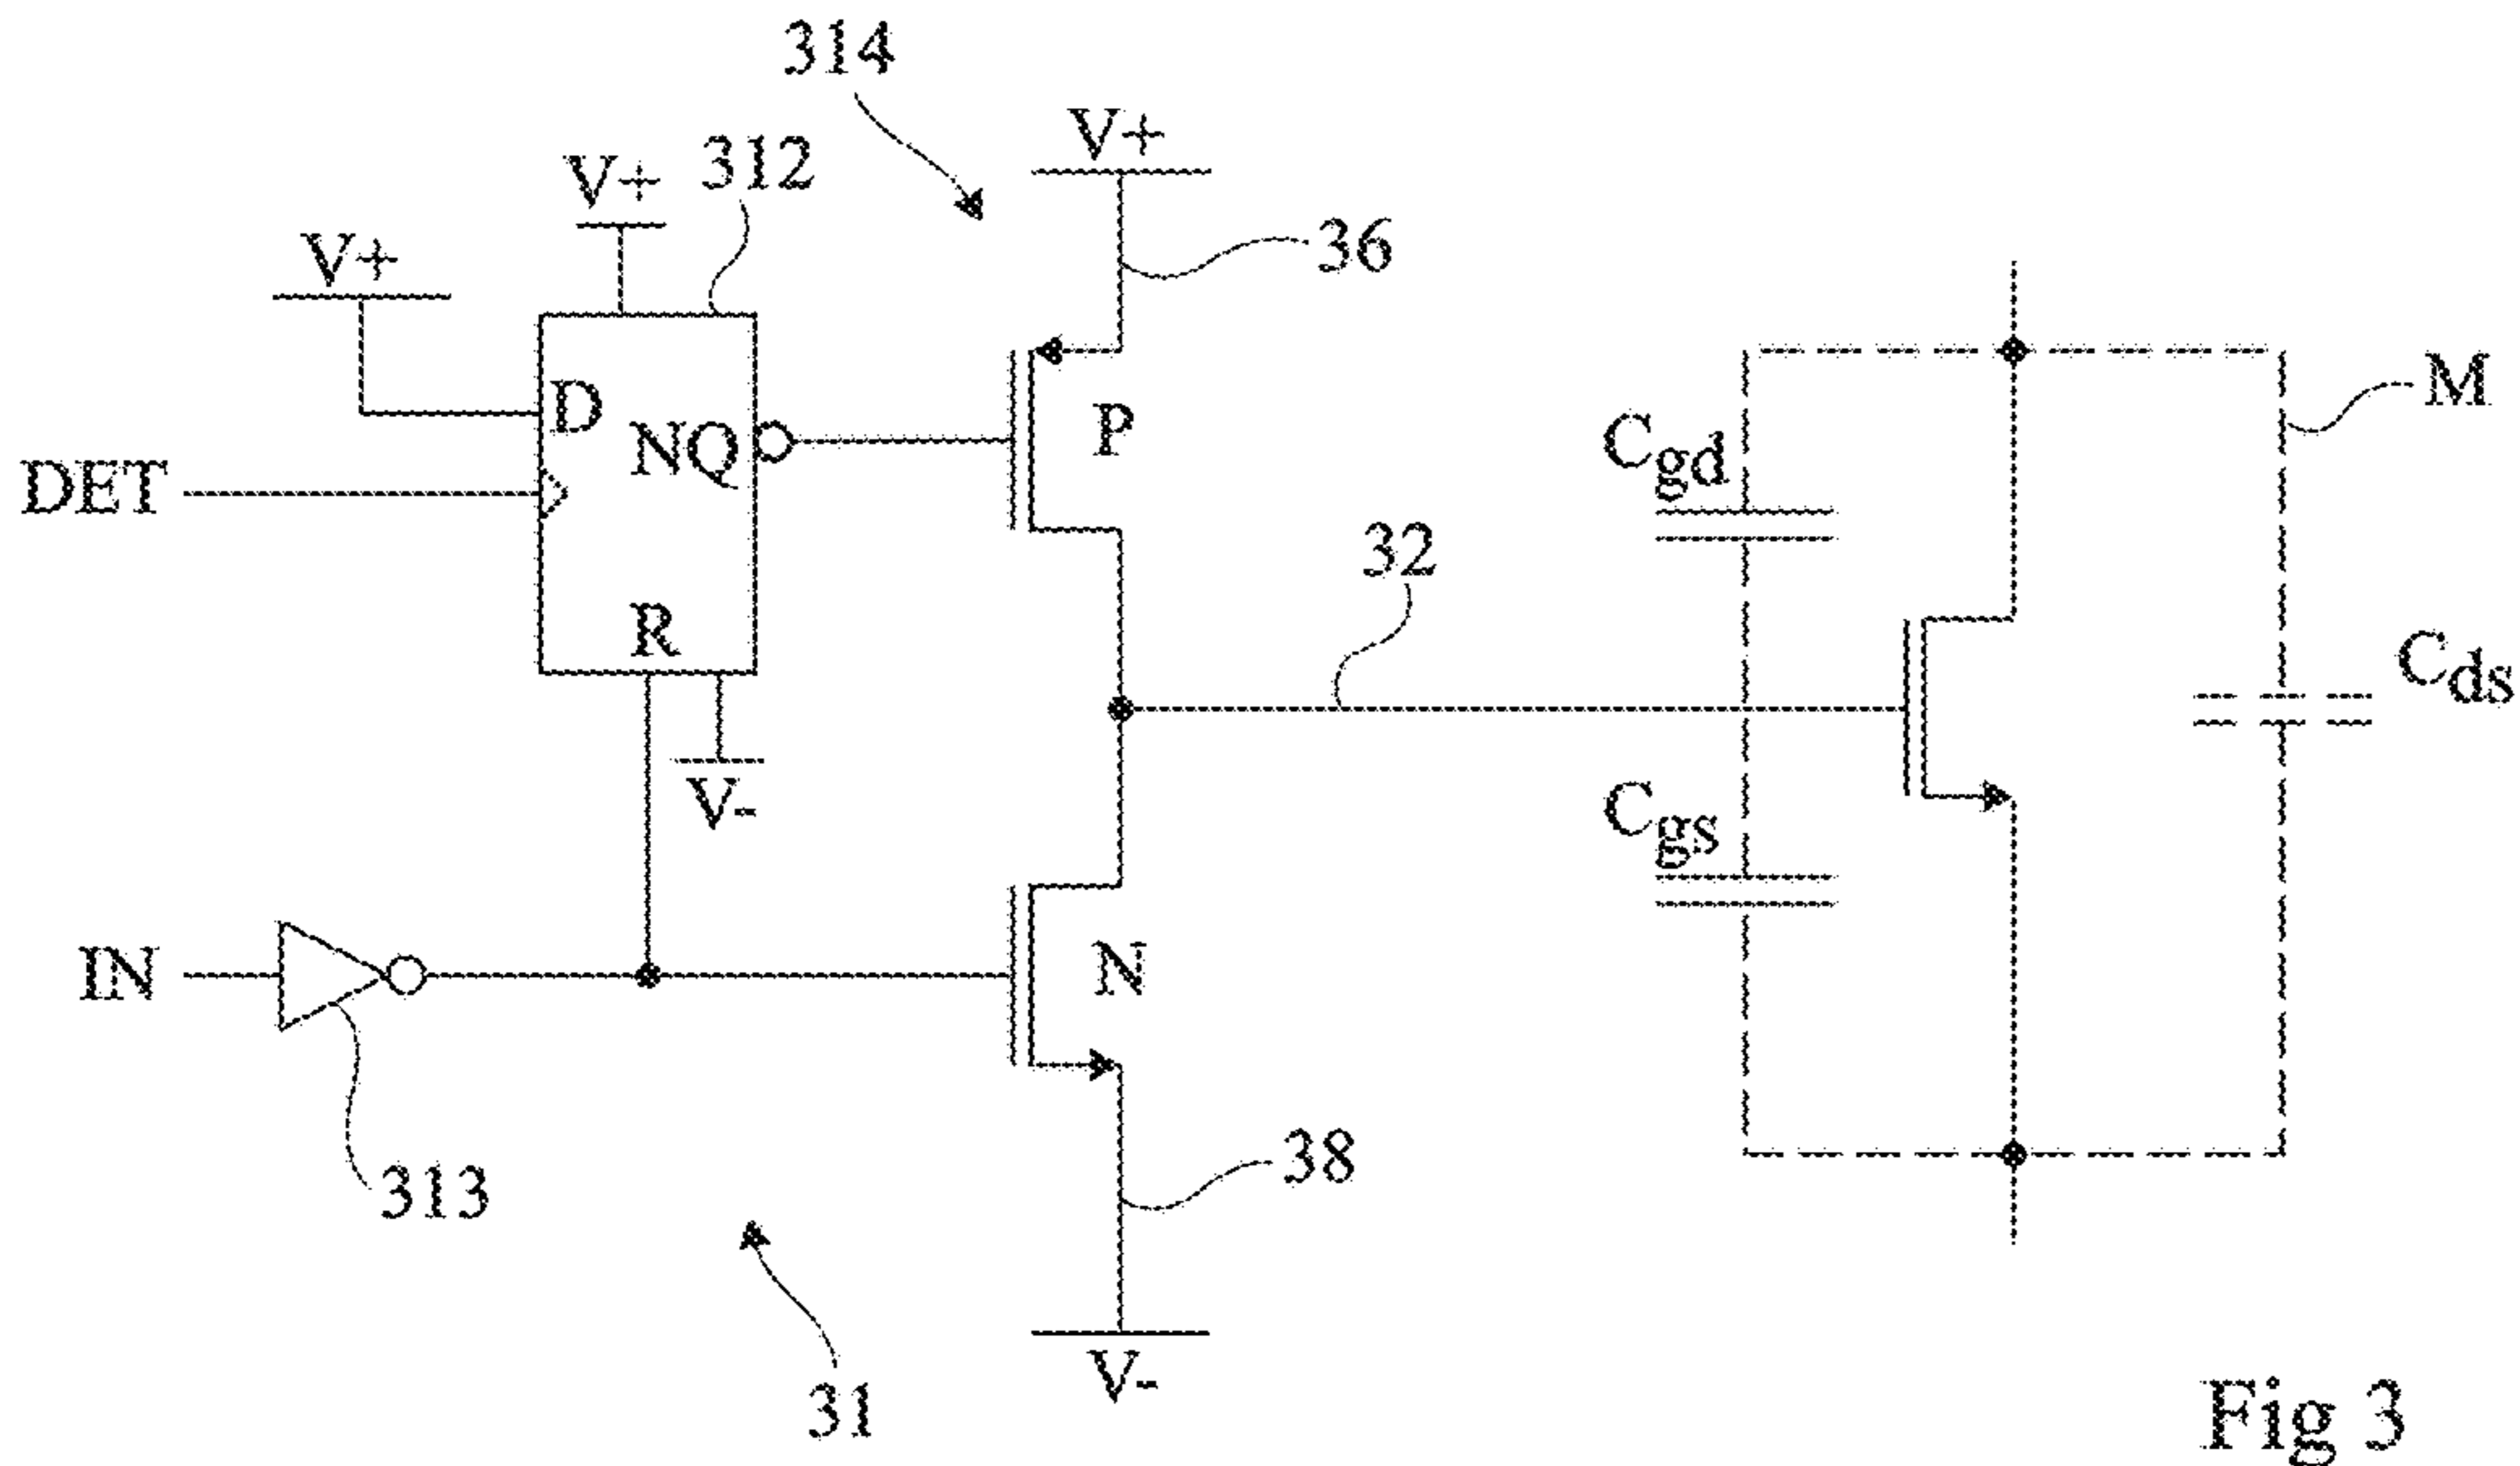 314
V+
V+
312
V+
36
D
NQ
P
M
Cgd
DET
32
R
Cds
V-
Cgs
IN
N
313
38
31
V-
Fig 3